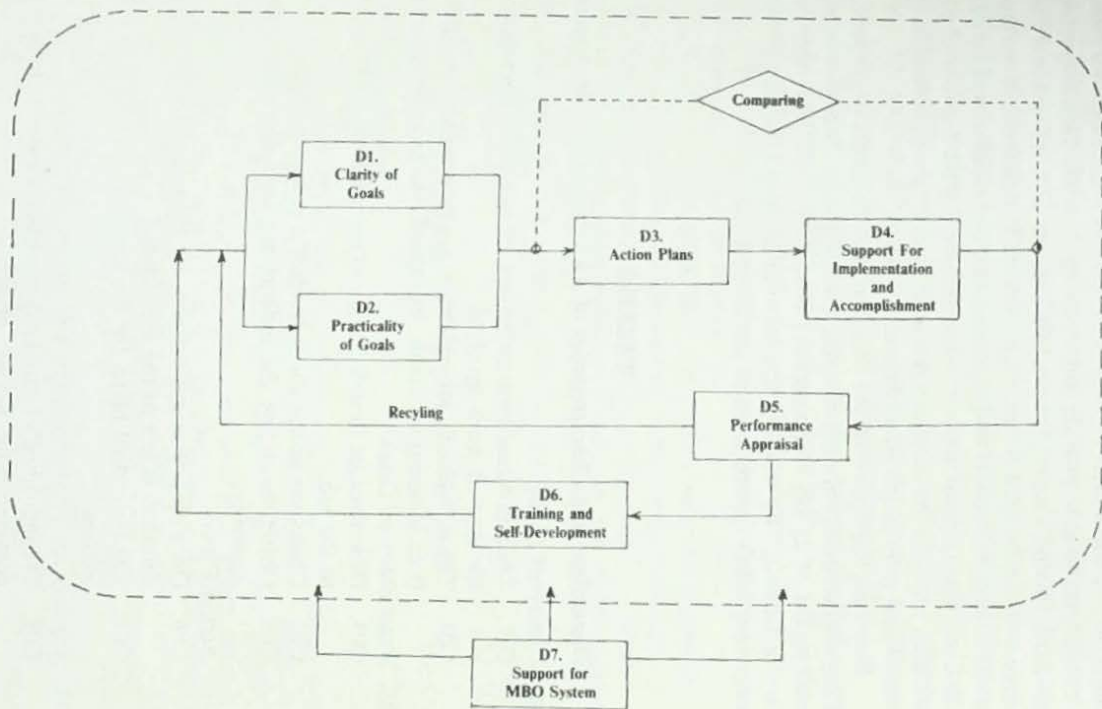 Comparing
D1.
Clarity of
Goals
D3.
Action Plans
D4.
Support For
Implementation
and
Accomplishment
D2.
Practicality
of Goals
Recyling
D5.
Performance
Appraisal
D6.
Training and
Self-Development
D7.
Support for
MBO System